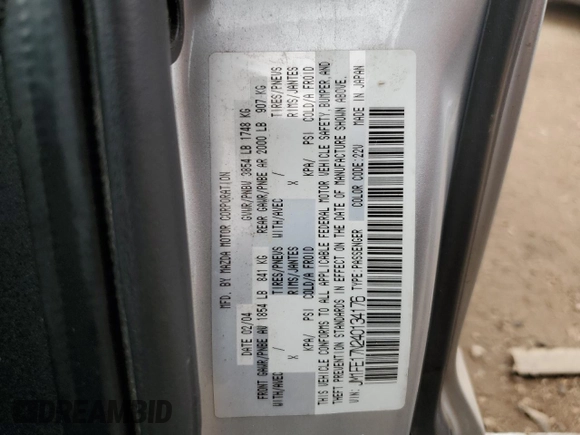 MFD. BY MAZDA MOTOR CORPORATION
DATE 02/04 GVWR/PNBV 3854 LB 1748 KG
FRONT GAWR/PNBE AV 1854 LB 841 KG REAR GAWR/PNBE AR 2000 LB 907 KG
WITH/AVEC / TIRES/PNEUS WITH/AVEC / TIRES/PNEUS
X RIMS/JANTES X RIMS/JANTES
KPA/ PSI COLD/A FROID KPA/ PSI COLD/A FROID
THIS VEHICLE CONFORMS TO ALL APPLICABLE FEDERAL MOTOR VEHICLE SAFETY, BUMPER, AND
THEFT PREVENTION STANDARDS IN EFFECT ON THE DATE OF MANUFACTURE SHOWN ABOVE.
VIN: JM1FE17N240134176 TYPE: PASSENGER COLOR CODE: 22V MADE IN JAPAN
DREAMBID